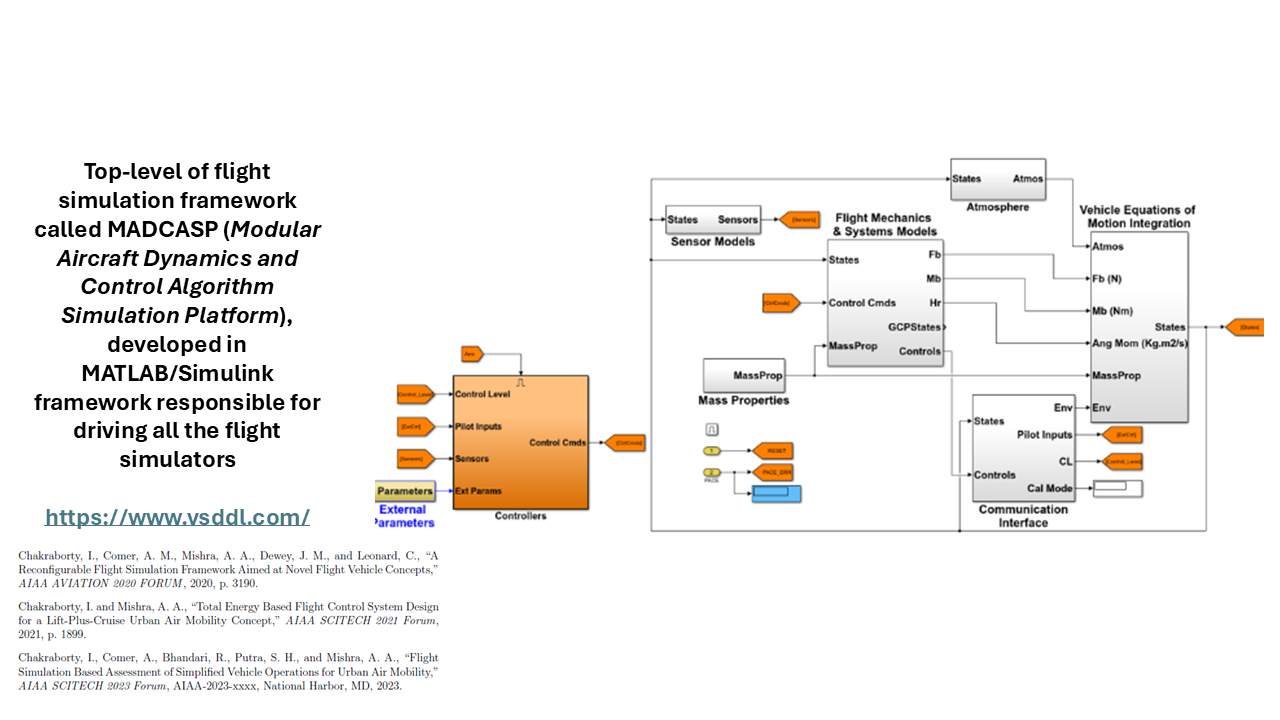 Top-level of flight
simulation framework
called MADCASP (Modular
Aircraft Dynamics and
Control Algorithm
Simulation Platform),
developed in
MATLAB/Simulink
framework responsible for
driving all the flight
simulators
https://www.vsddl.com/
Chakraborty, I., Comer, A. M., Mishra, A. A., Dewey, J. M., and Leonard, C., “A
Reconfigurable Flight Simulation Framework Aimed at Novel Flight Vehicle Concepts,”
AIAA AVIATION 2020 FORUM, 2020, p. 3190.
Chakraborty, I. and Mishra, A. A., “Total Energy Based Flight Control System Design
for a Lift-Plus-Cruise Urban Air Mobility Concept,” AIAA SCITECH 2021 Forum,
2021, p. 1899.
Chakraborty, I., Comer, A., Bhandari, R., Putra, S. H., and Mishra, A. A., “Flight
Simulation Based Assessment of Simplified Vehicle Operations for Urban Air Mobility,”
AIAA SCITECH 2023 Forum, AIAA-2023-xxxx, National Harbor, MD, 2023.
Control Level
Pilot Inputs
Sensors
Ext Params
Control Cmds
Controllers
Parameters
External
Parameters
States Sensors
Sensor Models
[Sensors]
States Atmos
Atmosphere
Flight Mechanics
& Systems Models
States
Control Cmds
MassProp
Fb
Mb
Hr
GCPStates
Controls
MassProp
Mass Properties
1
RESET
2
PACE
PACE_ERR
Vehicle Equations of
Motion Integration
Atmos
Fb (N)
Mb (Nm)
Ang Mom (Kg.m2/s)
MassProp
Env
States
[States]
States
Controls
Env
Pilot Inputs
CL
Cal Mode
Communication
Interface